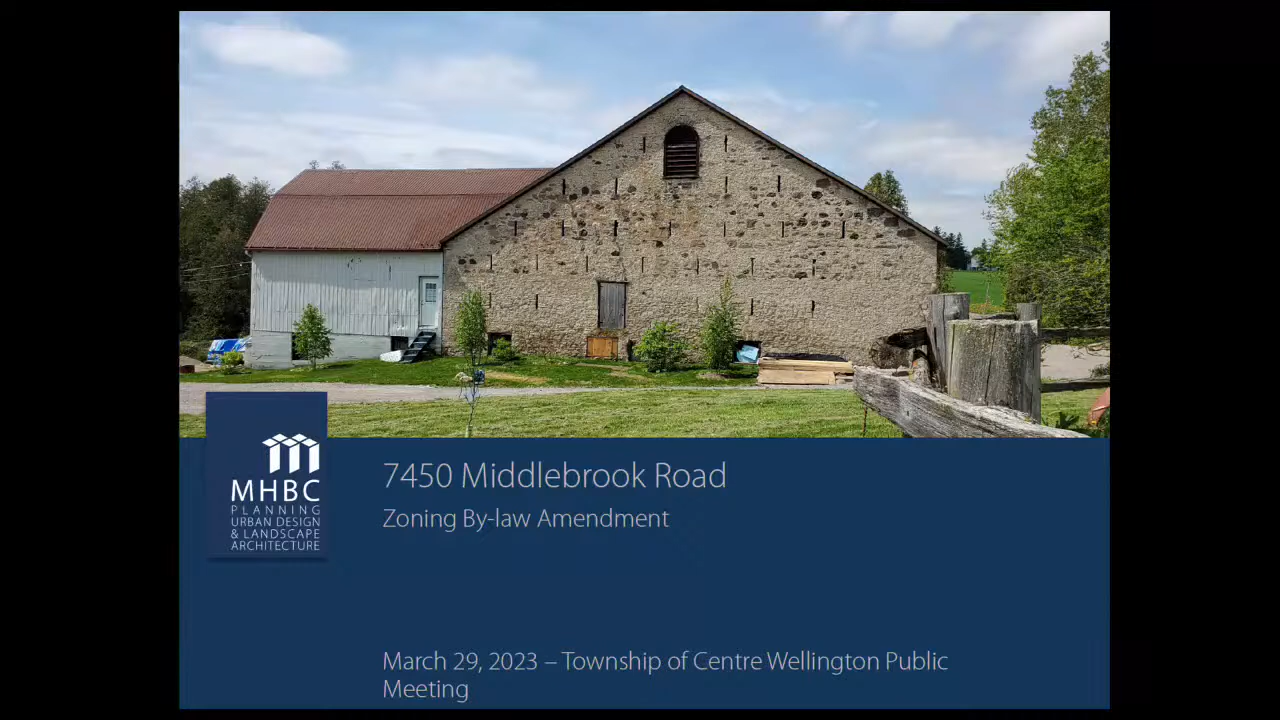 7450 Middlebrook Road
Zoning By-law Amendment
MHBC
PLANNING
URBAN DESIGN
& LANDSCAPE
ARCHITECTURE
March 29, 2023 – Township of Centre Wellington Public
Meeting